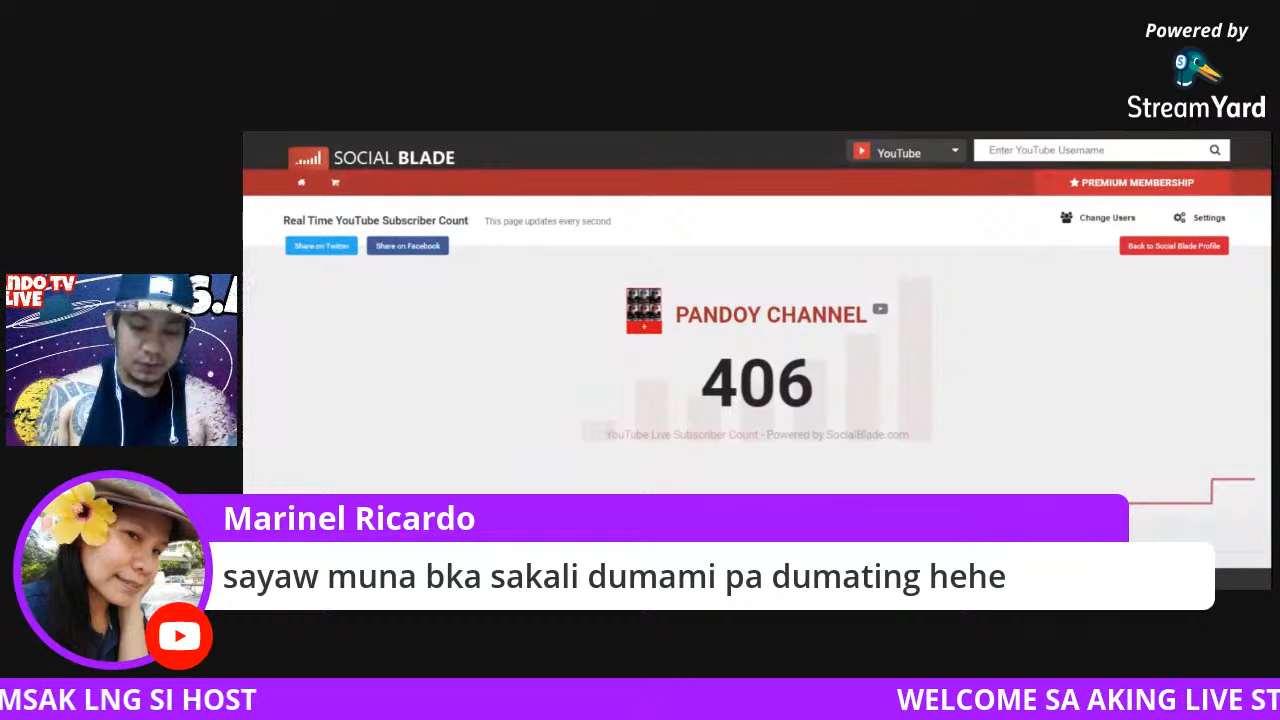 Powered by
StreamYard
SOCIAL BLADE
YouTube
Enter YouTube Username
PREMIUM MEMBERSHIP
Real Time YouTube Subscriber Count
This page updates every second
Change Users
Settings
Share on Twitter
Share on Facebook
Back to Social Blade Profile
NDO.TV
LIVE
PANDOY CHANNEL
406
YouTube Live Subscriber Count - Powered by SocialBlade.com
Marinel Ricardo
sayaw muna bka sakali dumami pa dumating hehe
MSAK LNG SI HOST
WELCOME SA AKING LIVE ST